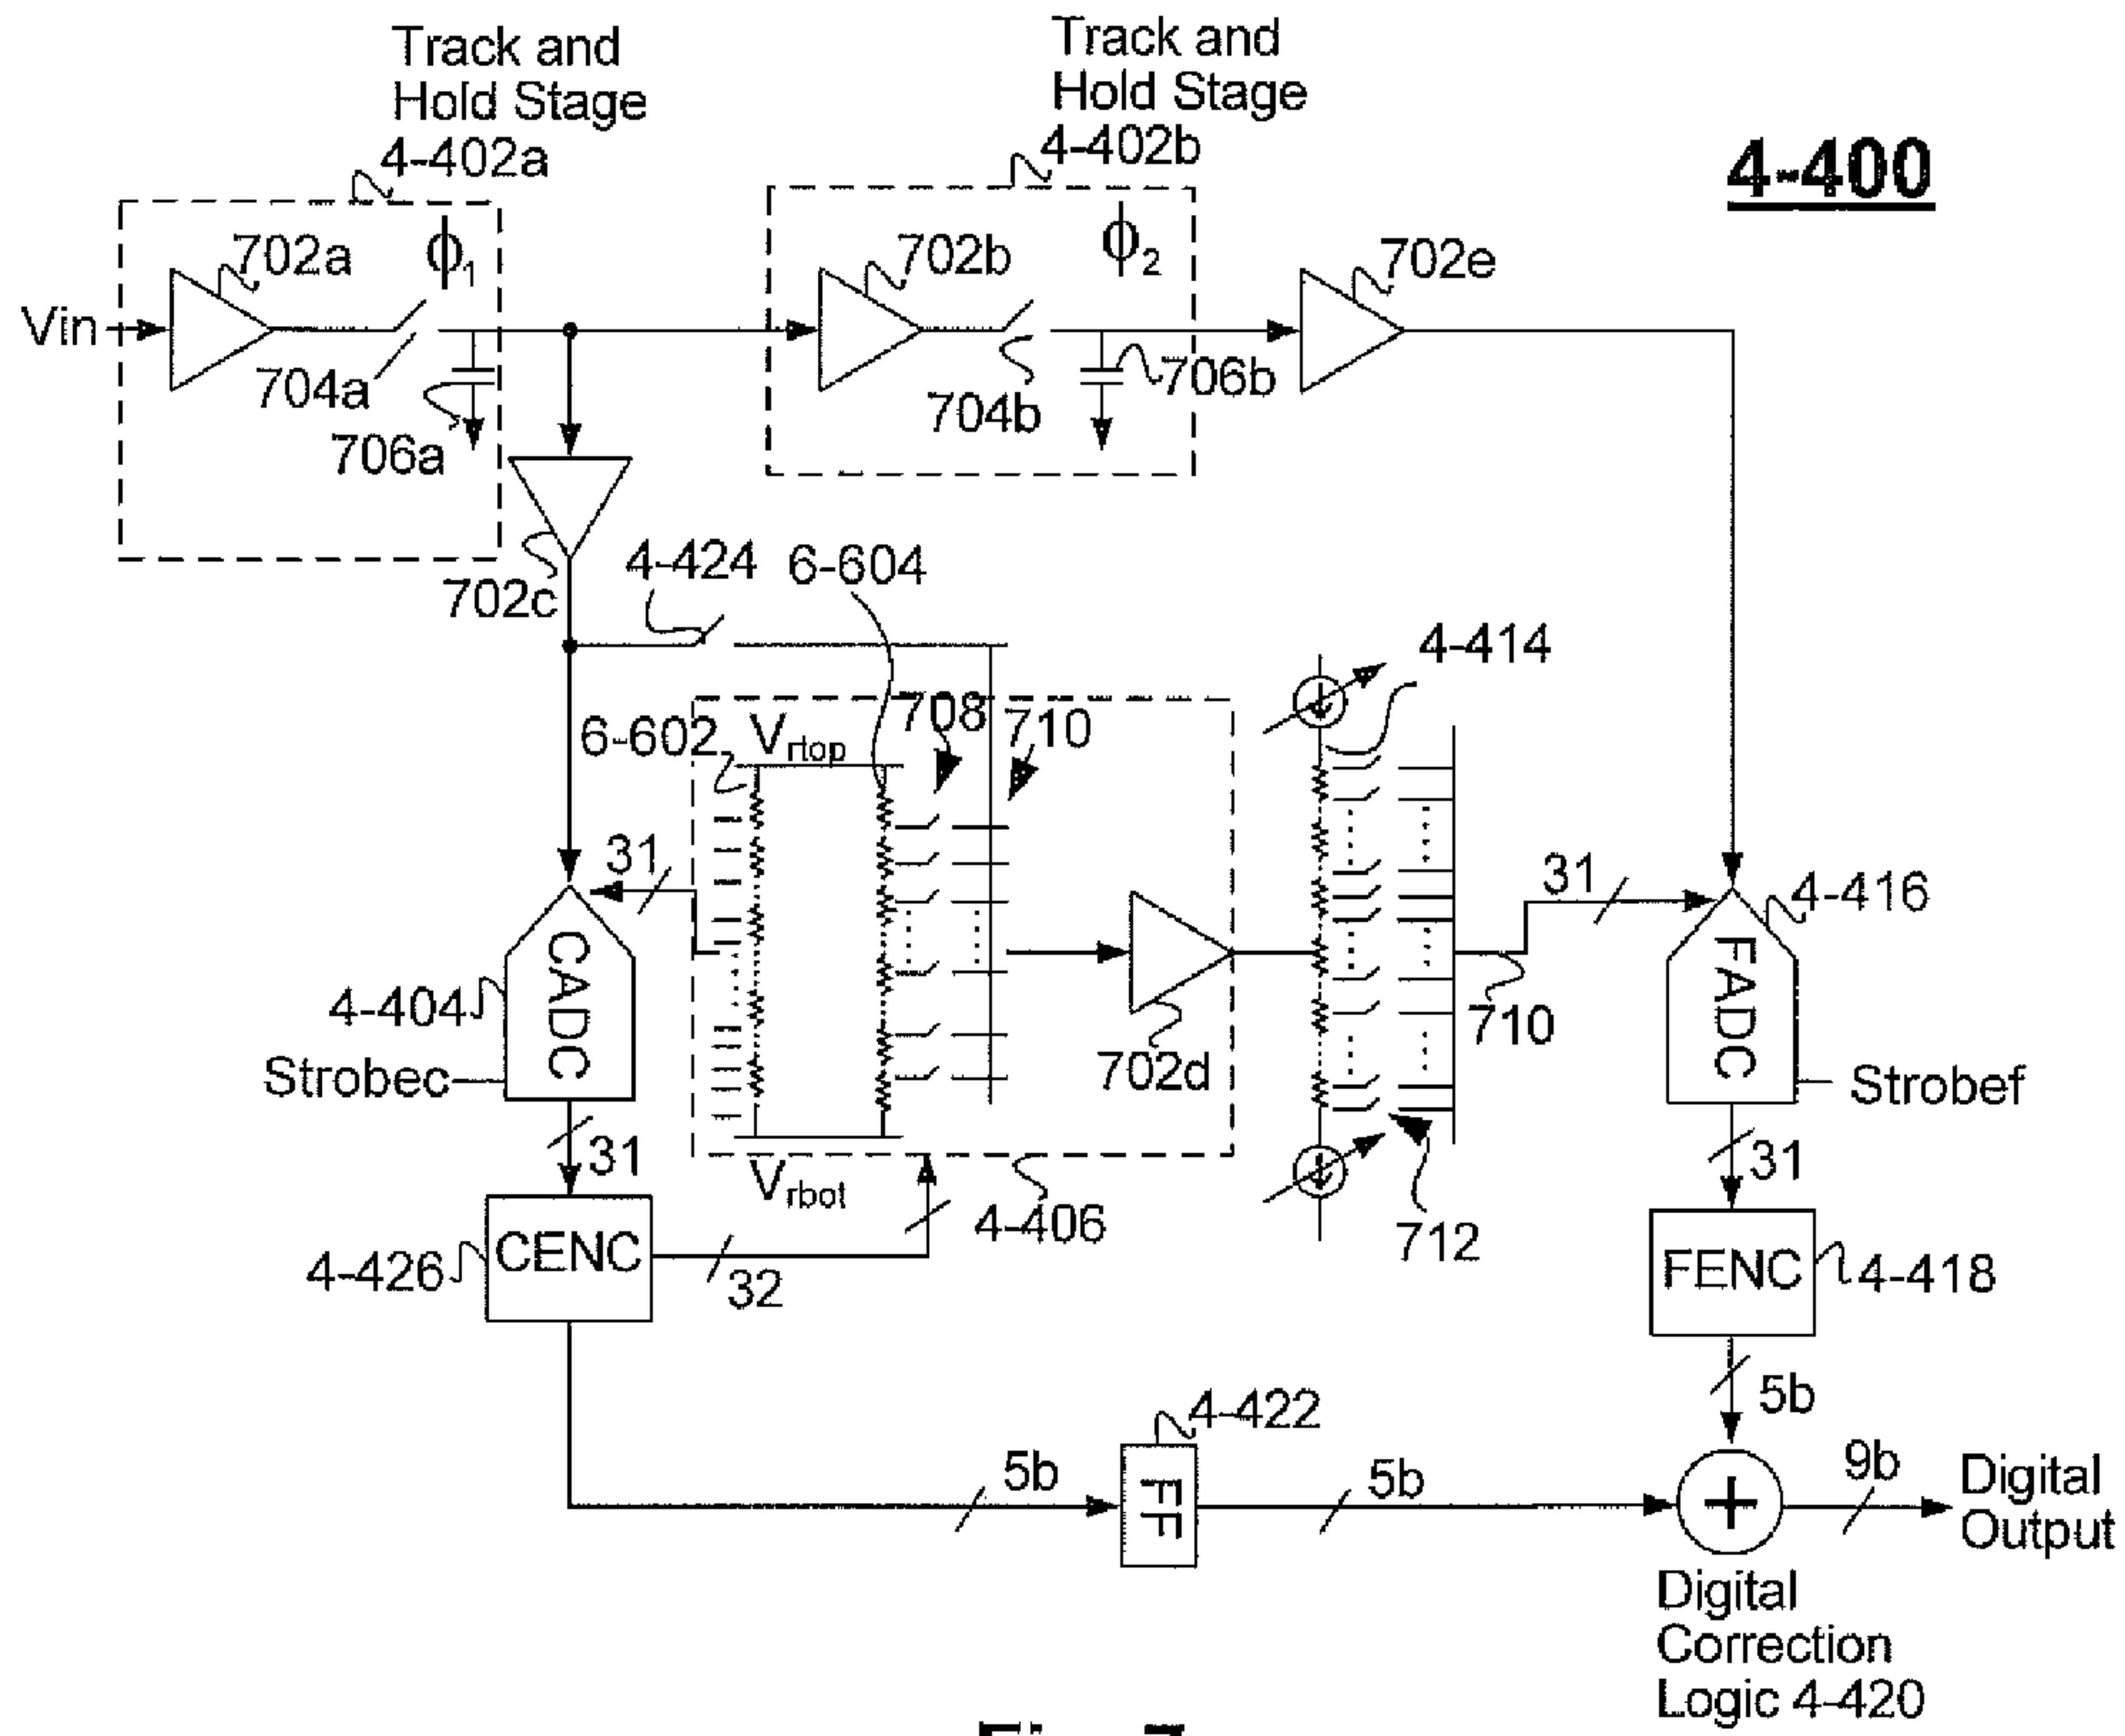 Track and
Hold Stage
4-402a
Track and
Hold Stage
4-402b
4-400
702a
ϕ1
702b
ϕ2
702e
Vin
704a
706a
704b
706b
702c
4-424
6-604
4-414
6-602
Vrtop
708
710
31
31
4-416
CADC
FADC
4-404
702d
710
Strobec
Strobef
31
Vrbot
4-406
712
31
4-426
CENC
32
FENC
4-418
4-422
5b
5b
FF
5b
9b
+
Digital
Output
Digital
Correction
Logic 4-420